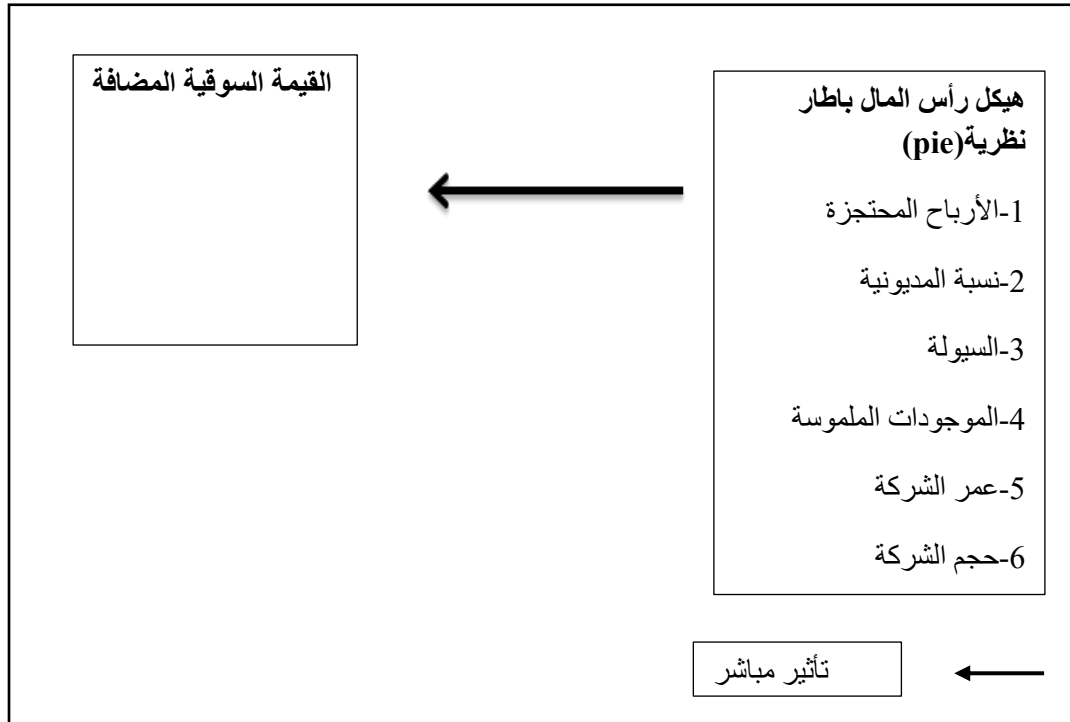 هيكل رأس المال باطار
نظرية(pie)
1-الأرباح المحتجزة
2-نسبة المديونية
3-السيولة
4-الموجودات الملموسة
5-عمر الشركة
6-حجم الشركة
القيمة السوقية المضافة
تأثير مباشر